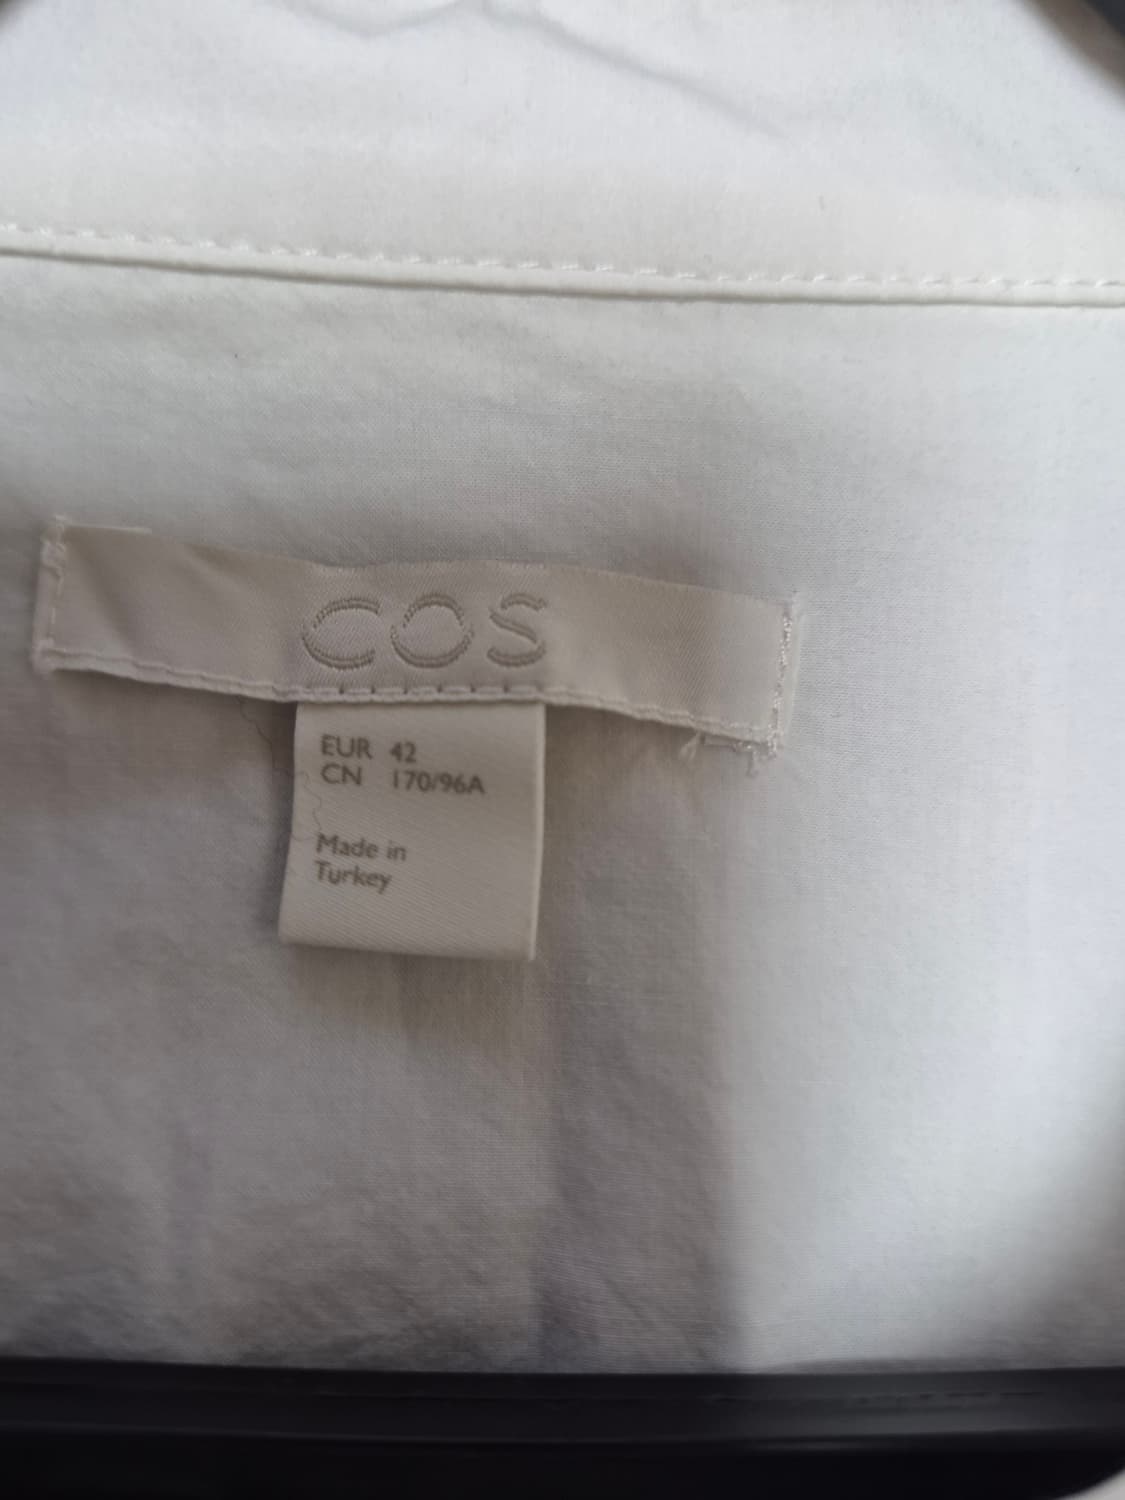 COS
EUR 42
CN 170/96A
Made in
Turkey